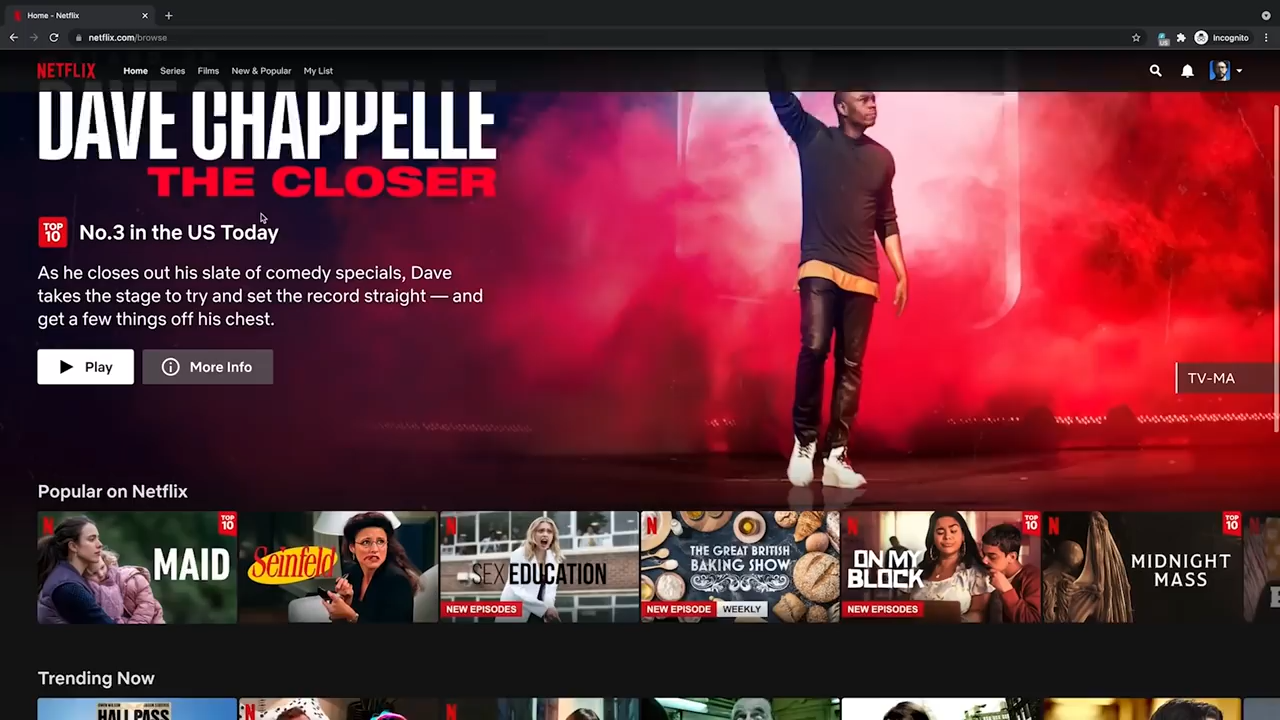 Home - Netflix
netflix.com/browse
US
Incognito
NETFLIX
Home
Series
Films
New & Popular
My List
DAVE CHAPPELLE
THE CLOSER
TOP
10
No.3 in the US Today
As he closes out his slate of comedy specials, Dave
takes the stage to try and set the record straight — and
get a few things off his chest.
Play
More Info
TV-MA
Popular on Netflix
N
TOP
10
MAID
Seinfeld
N
SEX EDUCATION
NEW EPISODES
N
THE GREAT BRITISH
BAKING SHOW
NEW EPISODE
WEEKLY
N
TOP
10
ON MY
BLOCK
NEW EPISODES
N
TOP
10
MIDNIGHT
MASS
Trending Now
HALL PASS
N
N